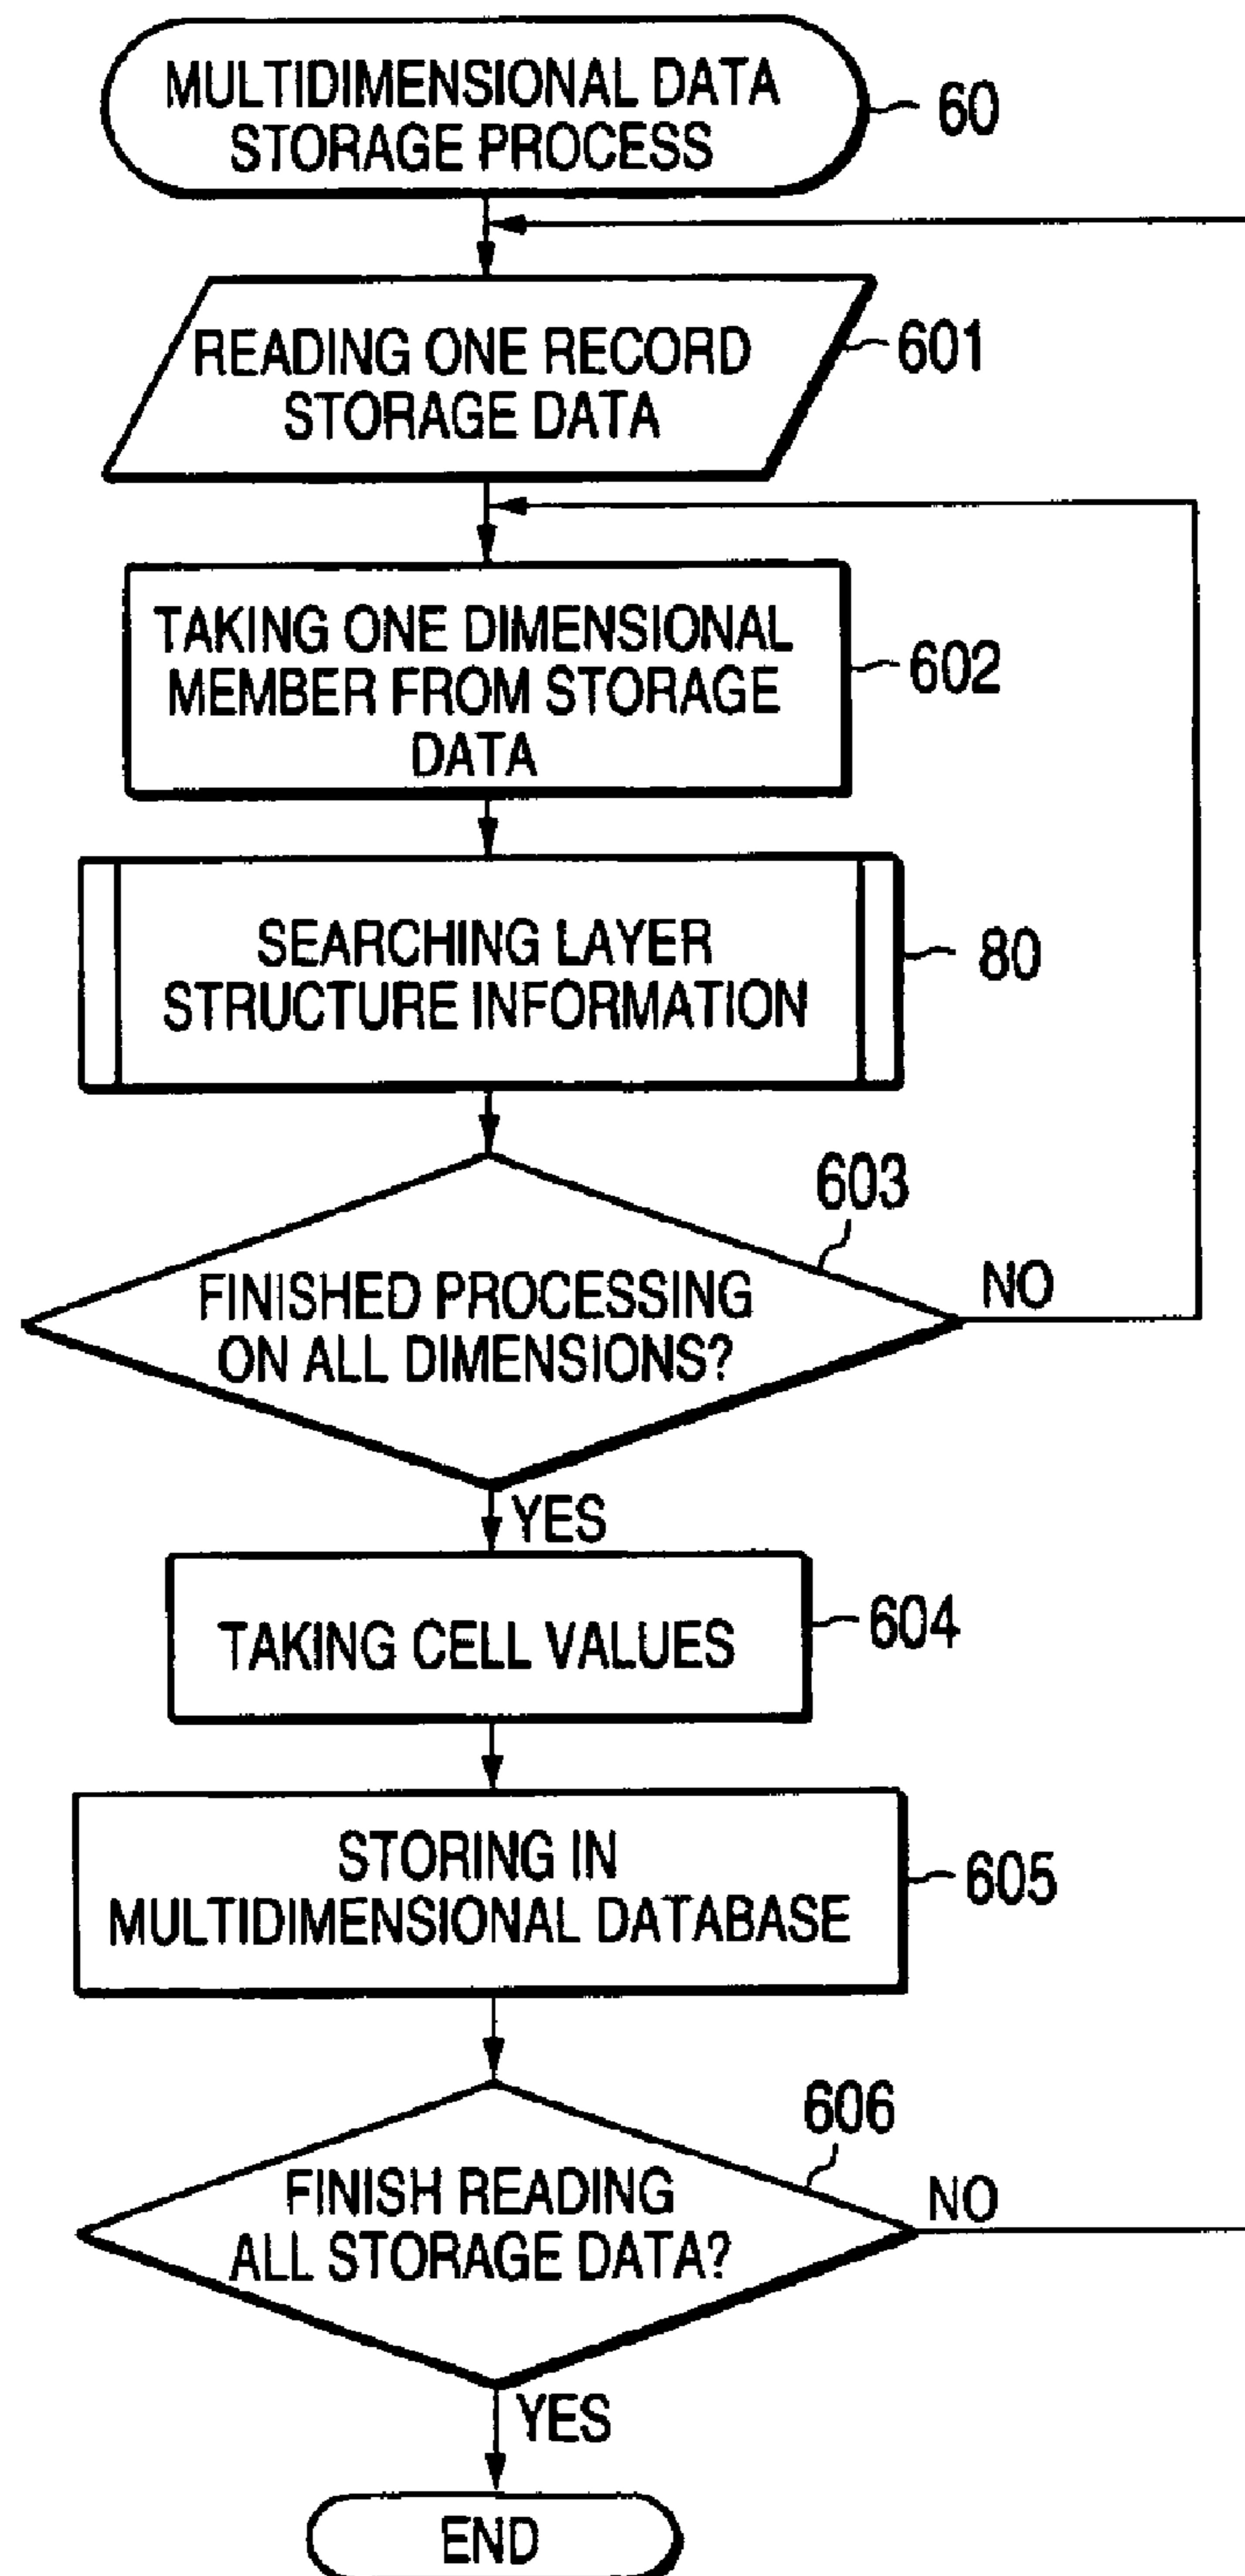 MULTIDIMENSIONAL DATA
STORAGE PROCESS
60
READING ONE RECORD
STORAGE DATA
601
TAKING ONE DIMENSIONAL
MEMBER FROM STORAGE
DATA
602
SEARCHING LAYER
STRUCTURE INFORMATION
80
603
FINISHED PROCESSING
ON ALL DIMENSIONS?
NO
YES
TAKING CELL VALUES
604
STORING IN
MULTIDIMENSIONAL DATABASE
605
606
FINISH READING
ALL STORAGE DATA?
NO
YES
END